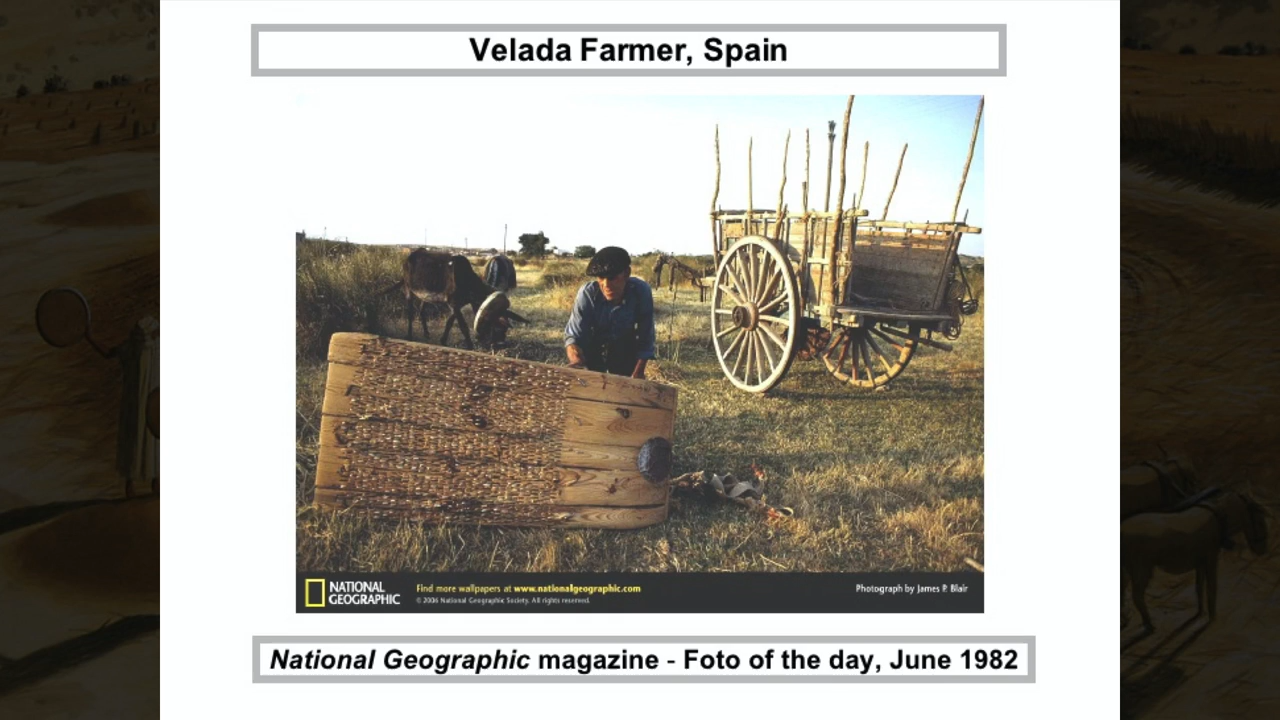 Velada Farmer, Spain
NATIONAL
GEOGRAPHIC
Find more wallpapers at www.nationalgeographic.com
© 2006 National Geographic Society. All rights reserved.
Photograph by James P. Blair
National Geographic magazine - Foto of the day, June 1982